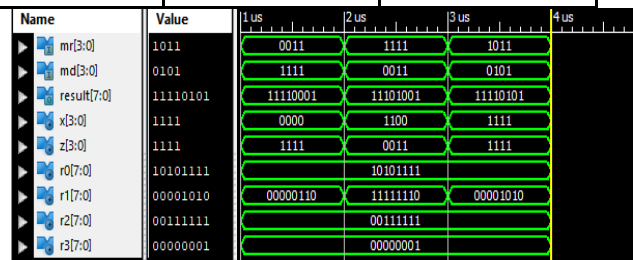 Name Value 1 us 2 us 3 us 4 us
mr[3:0] 1011 0011 1111 1011
md[3:0] 0101 1111 0011 0101
result[7:0] 11110101 11110001 11101001 11110101
x[3:0] 1111 0000 1100 1111
z[3:0] 1111 1111 0011 1111
r0[7:0] 10101111 10101111
r1[7:0] 00001010 00000110 11111110 00001010
r2[7:0] 00111111 00111111
r3[7:0] 00000001 00000001